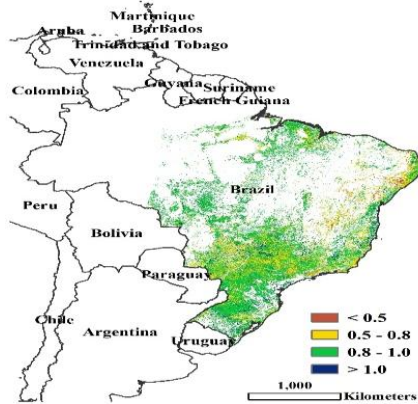 Martinique
Barbados
Aruba
Trinidad and Tobago
Venezuela
Guyana
Suriname
French Guiana
Colombia
Brazil
Peru
Bolivia
Paraguay
Chile
Argentina
Uruguay
< 0.5
0.5 - 0.8
0.8 - 1.0
> 1.0
1,000
Kilometers